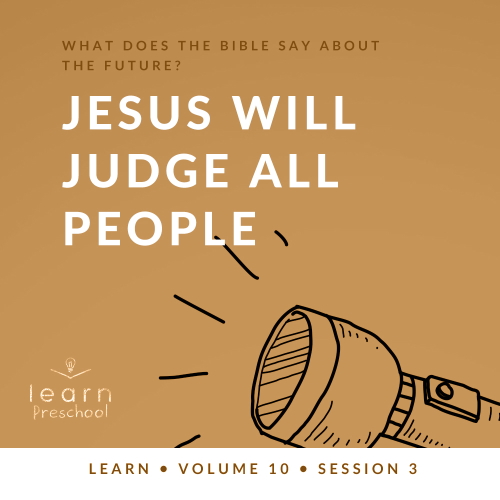 WHAT DOES THE BIBLE SAY ABOUT
THE FUTURE?
JESUS WILL
JUDGE ALL
PEOPLE
learn
Preschool
LEARN • VOLUME 10 • SESSION 3